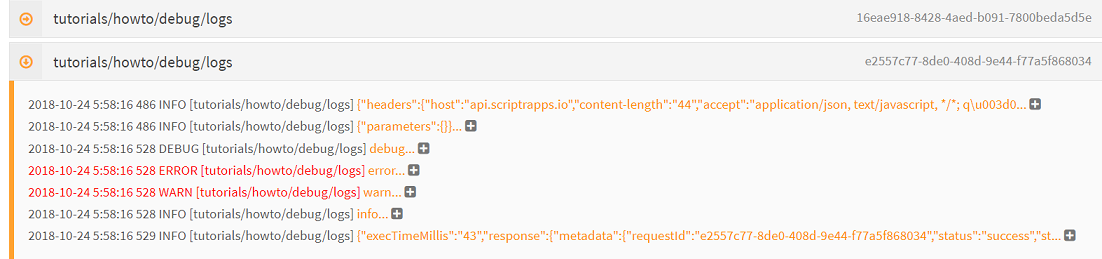 tutorials/howto/debug/logs 16eae918-8428-4aed-b091-7800beda5d5e
tutorials/howto/debug/logs e2557c77-8de0-408d-9e44-f77a5f868034
2018-10-24 5:58:16 486 INFO [tutorials/howto/debug/logs] {"headers":{"host":"api.scriptrapps.io","content-length":"44","accept":"application/json, text/javascript, */*; q\u003d0...
2018-10-24 5:58:16 486 INFO [tutorials/howto/debug/logs] {"parameters":{}}...
2018-10-24 5:58:16 528 DEBUG [tutorials/howto/debug/logs] debug...
2018-10-24 5:58:16 528 ERROR [tutorials/howto/debug/logs] error...
2018-10-24 5:58:16 528 WARN [tutorials/howto/debug/logs] warn...
2018-10-24 5:58:16 528 INFO [tutorials/howto/debug/logs] info...
2018-10-24 5:58:16 529 INFO [tutorials/howto/debug/logs] {"execTimeMillis":"43","response":{"metadata":{"requestId":"e2557c77-8de0-408d-9e44-f77a5f868034","status":"success","st...